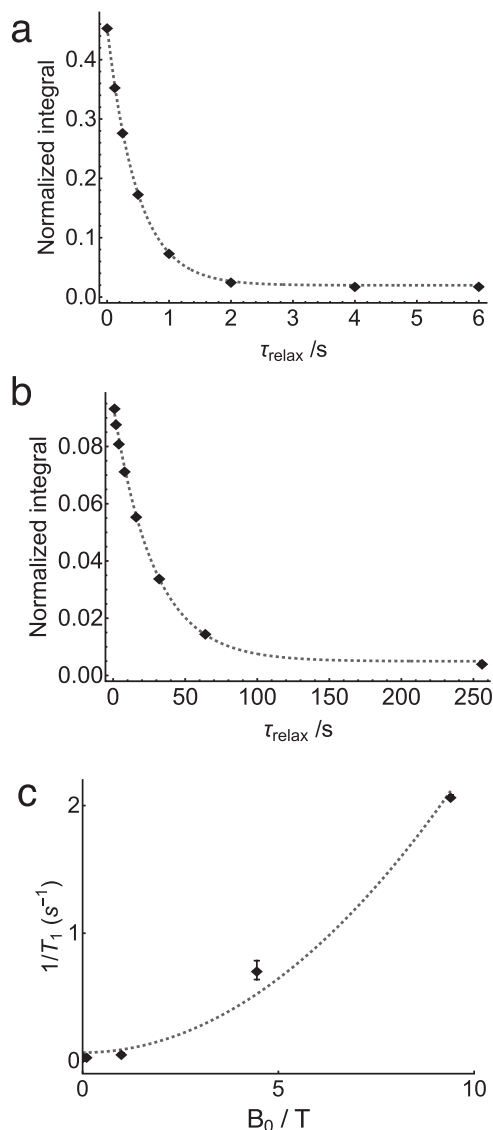 a
Normalized integral
0.4
0.3
0.2
0.1
0.0
0 1 2 3 4 5 6
τrelax /s
b
Normalized integral
0.08
0.06
0.04
0.02
0.00
0 50 100 150 200 250
τrelax /s
c
1/T₁ (s⁻¹)
2
1
0
0 5 10
B₀ / T